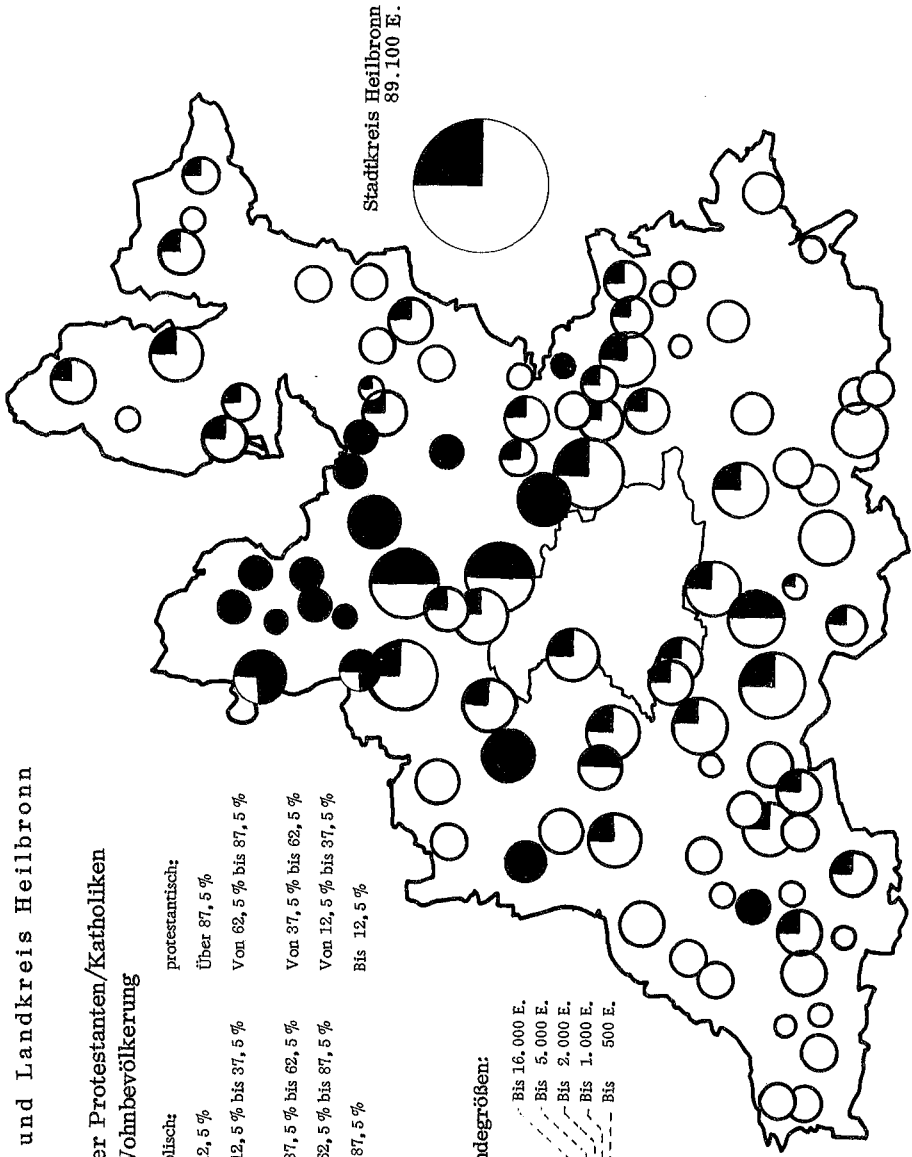 und Landkreis Heilbronn
er Protestanten/Katholiken
Wohnbevölkerung
olisch: protestantisch:
2,5 % Über 87,5 %
12,5 % bis 37,5 % Von 62,5 % bis 87,5 %
37,5 % bis 62,5 % Von 37,5 % bis 62,5 %
62,5 % bis 87,5 % Von 12,5 % bis 37,5 %
87,5 % Bis 12,5 %
ndegrößen:
Bis 16.000 E.
Bis 5.000 E.
Bis 2.000 E.
Bis 1.000 E.
Bis 500 E.
Stadtkreis Heilbronn
89.100 E.